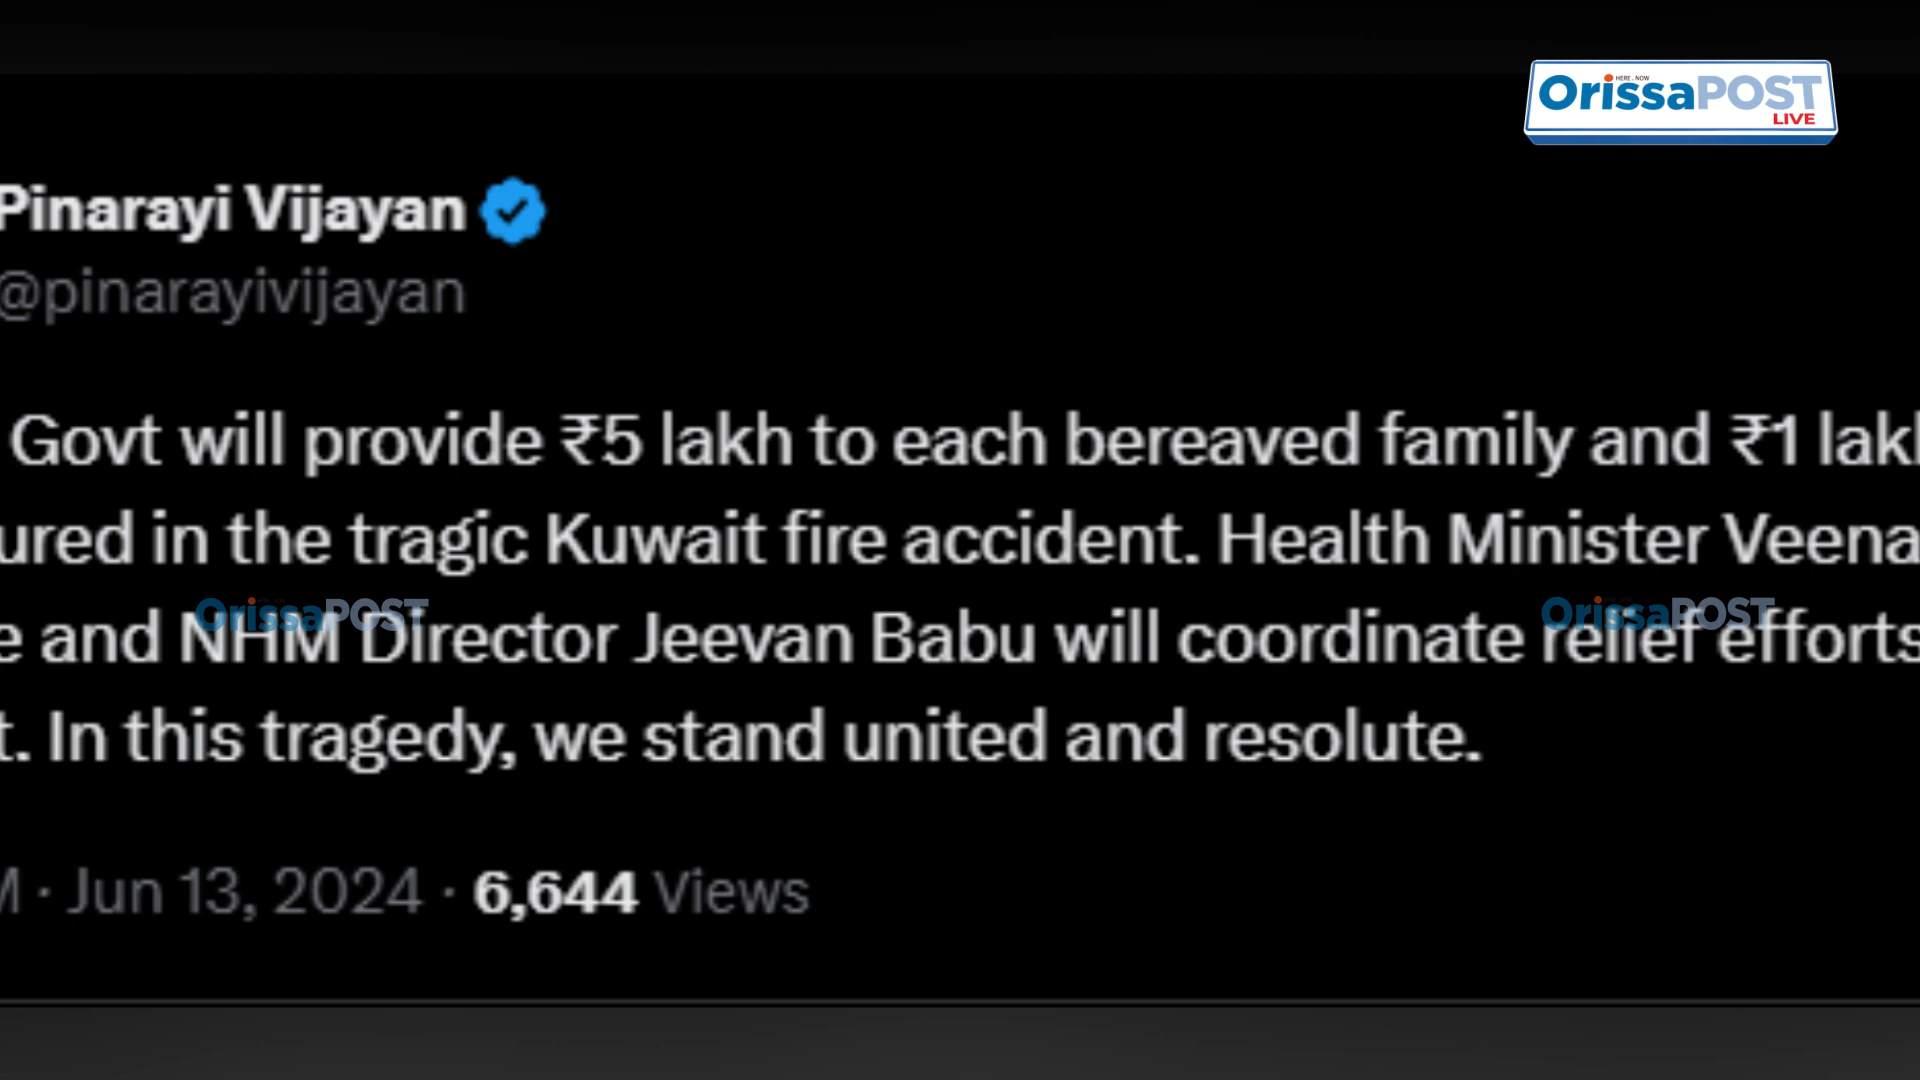 HERE . NOW
OrissaPOST
LIVE
Pinarayi Vijayan
@pinarayivijayan
Govt will provide ₹5 lakh to each bereaved family and ₹1 lakh
ured in the tragic Kuwait fire accident. Health Minister Veena
e and NHM Director Jeevan Babu will coordinate relief efforts
OrissaPOST OrissaPOST
t. In this tragedy, we stand united and resolute.
M · Jun 13, 2024 · 6,644 Views